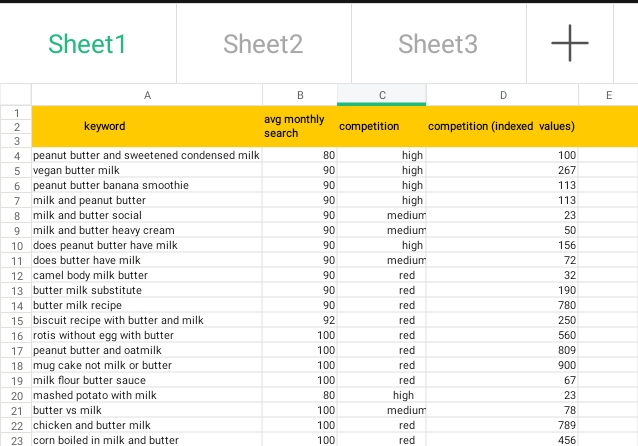 Sheet1 Sheet2 Sheet3
A B C D E
1
2 keyword avg monthly search competition competition (indexed values)
3
4 peanut butter and sweetened condensed milk 80 high 100
5 vegan butter milk 90 high 267
6 peanut butter banana smoothie 90 high 113
7 milk and peanut butter 90 high 113
8 milk and butter social 90 medium 23
9 milk and butter heavy cream 90 medium 50
10 does peanut butter have milk 90 high 156
11 does butter have milk 90 medium 72
12 camel body milk butter 90 red 32
13 butter milk substitute 90 red 190
14 butter milk recipe 90 red 780
15 biscuit recipe with butter and milk 92 red 250
16 rotis without egg with butter 100 red 560
17 peanut butter and oatmilk 100 red 809
18 mug cake not milk or butter 100 red 900
19 milk flour butter sauce 100 red 67
20 mashed potato with milk 80 high 23
21 butter vs milk 100 medium 78
22 chicken and butter milk 100 red 789
23 corn boiled in milk and butter 100 red 456